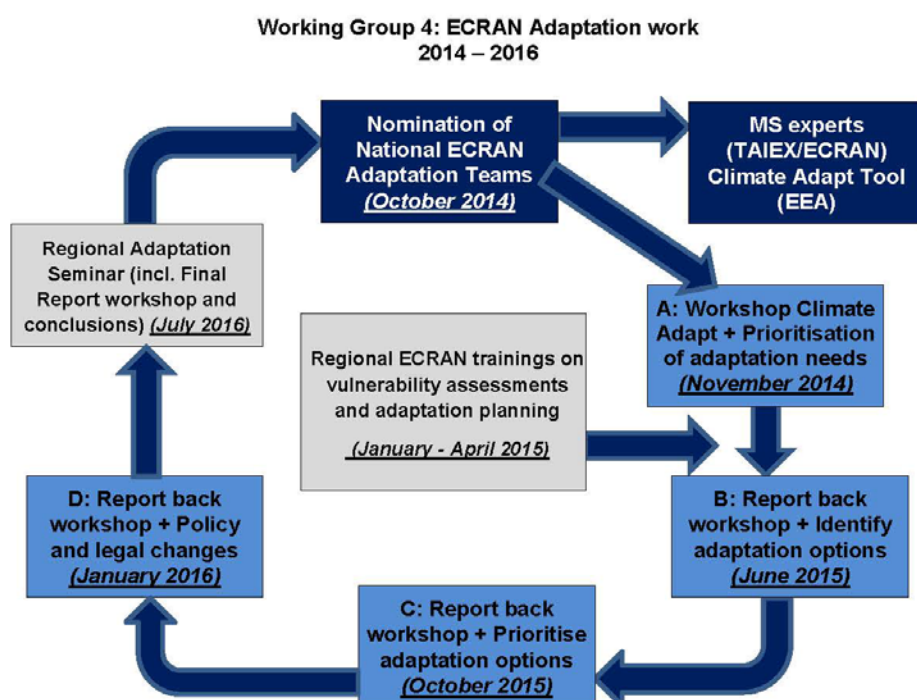 Working Group 4: ECRAN Adaptation work
2014 – 2016
Nomination of
National ECRAN
Adaptation Teams
(October 2014)
MS experts
(TAIEX/ECRAN)
Climate Adapt Tool
(EEA)
Regional Adaptation
Seminar (incl. Final
Report workshop and
conclusions) (July 2016)
A: Workshop Climate
Adapt + Prioritisation
of adaptation needs
(November 2014)
Regional ECRAN trainings on
vulnerability assessments
and adaptation planning
(January - April 2015)
D: Report back
workshop + Policy
and legal changes
(January 2016)
B: Report back
workshop + Identify
adaptation options
(June 2015)
C: Report back
workshop + Prioritise
adaptation options
(October 2015)